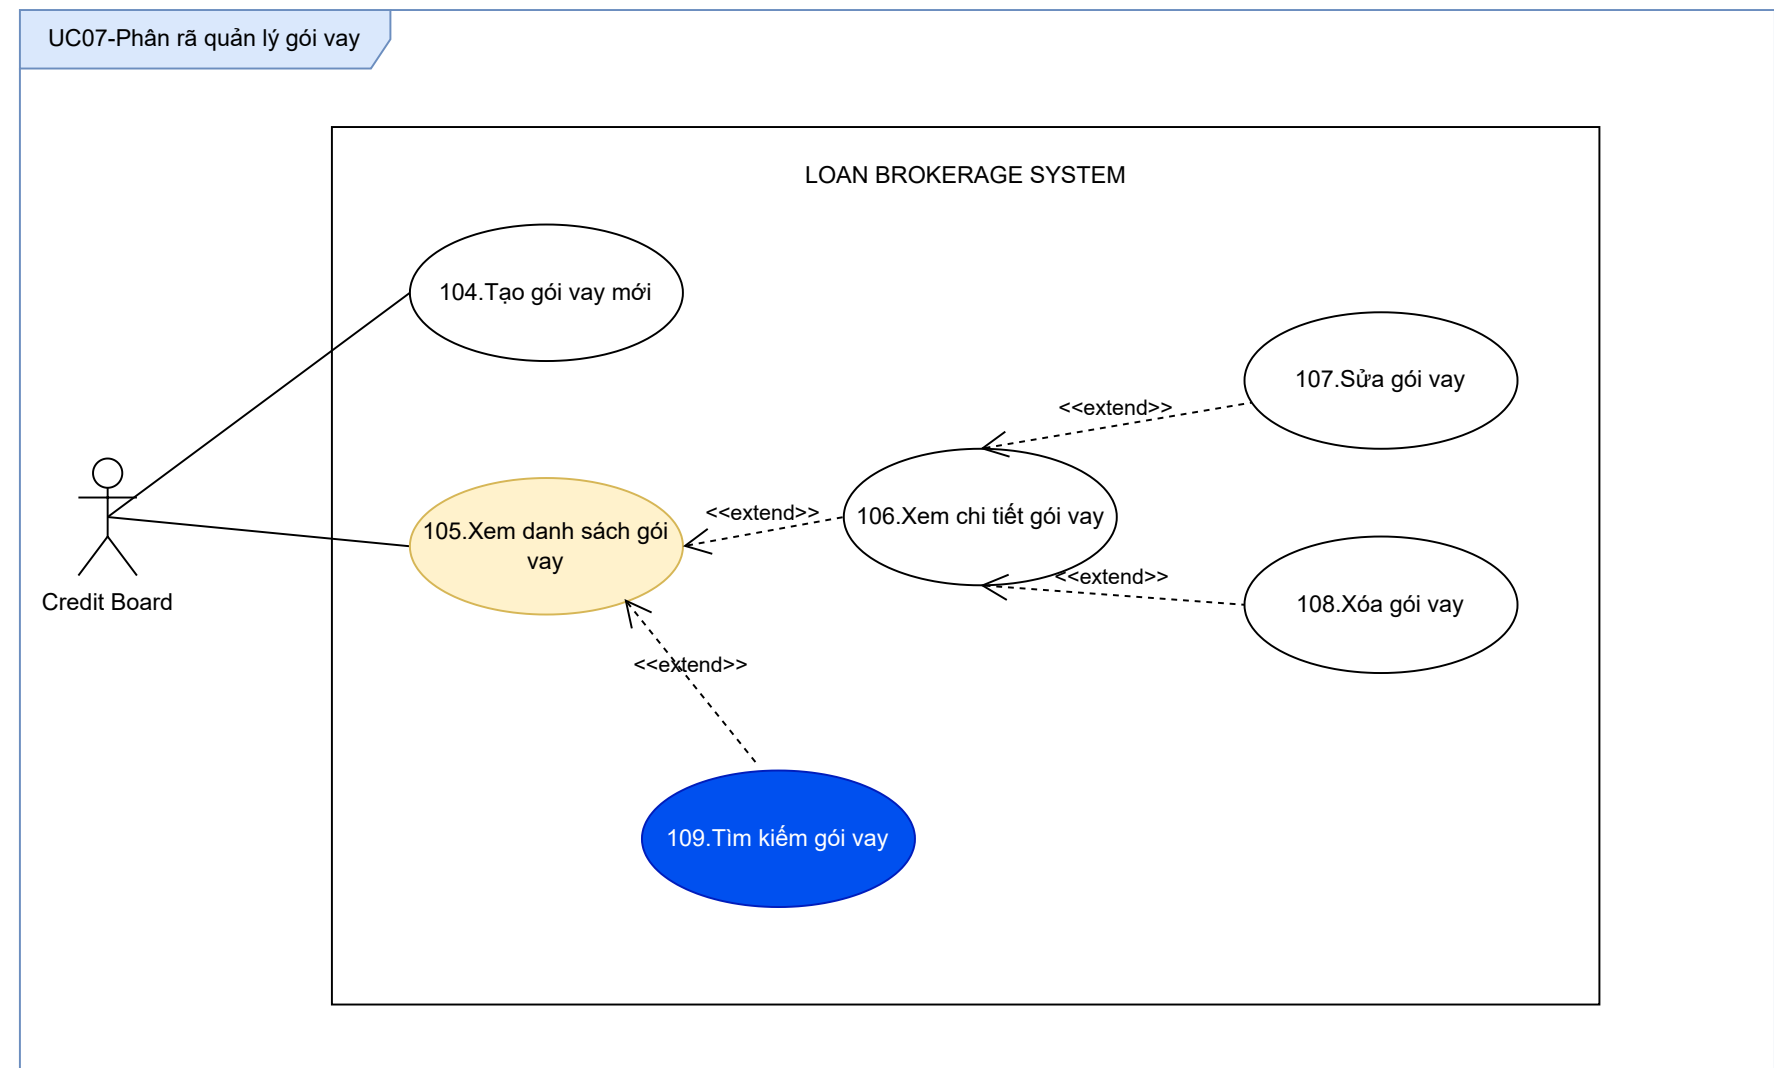 UC07-Phân rã quản lý gói vay
LOAN BROKERAGE SYSTEM
104.Tạo gói vay mới
107.Sửa gói vay
<<extend>>
105.Xem danh sách gói
vay
<<extend>>
106.Xem chi tiết gói vay
<<extend>>
108.Xóa gói vay
Credit Board
<<extend>>
109.Tìm kiếm gói vay